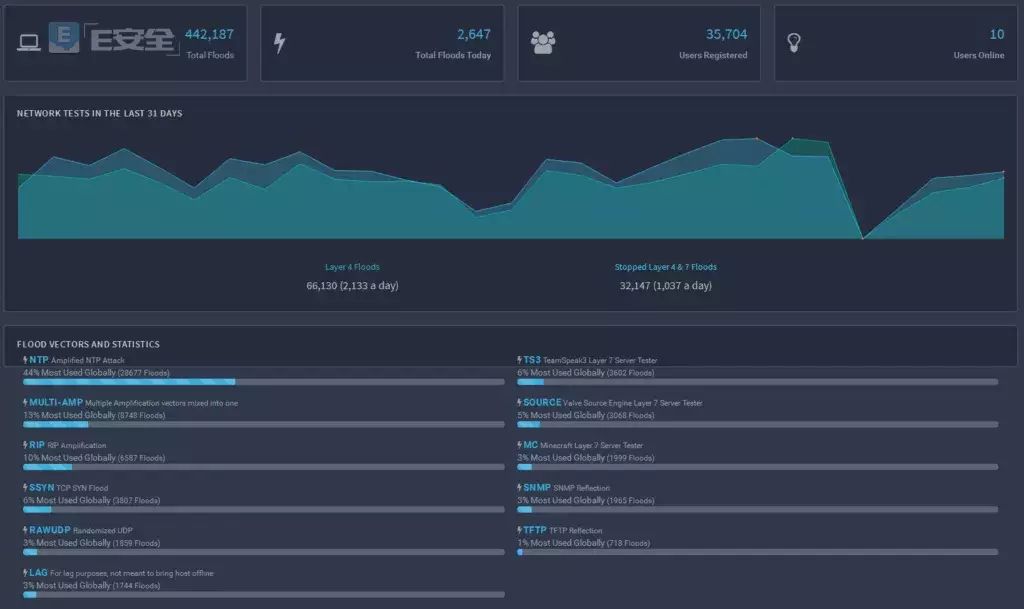 E E安全
442,187
Total Floods
2,647
Total Floods Today
35,704
Users Registered
10
Users Online
NETWORK TESTS IN THE LAST 31 DAYS
Layer 4 Floods
66,130 (2,133 a day)
Stopped Layer 4 & 7 Floods
32,147 (1,037 a day)
FLOOD VECTORS AND STATISTICS
NTP Amplified NTP Attack
44% Most Used Globally (28677 Floods)
MULTI-AMP Multiple Amplification vectors mixed into one
13% Most Used Globally (8748 Floods)
RIP RIP Amplification
10% Most Used Globally (6587 Floods)
SSYN TCP SYN Flood
6% Most Used Globally (3807 Floods)
RAWUDP Randomized UDP
3% Most Used Globally (1859 Floods)
LAG For lag purposes, not meant to bring host offline
3% Most Used Globally (1744 Floods)
TS3 TeamSpeak3 Layer 7 Server Tester
6% Most Used Globally (3602 Floods)
SOURCE Valve Source Engine Layer 7 Server Tester
5% Most Used Globally (3068 Floods)
MC Minecraft Layer 7 Server Tester
3% Most Used Globally (1999 Floods)
SNMP SNMP Reflection
3% Most Used Globally (1965 Floods)
TFTP TFTP Reflection
1% Most Used Globally (718 Floods)